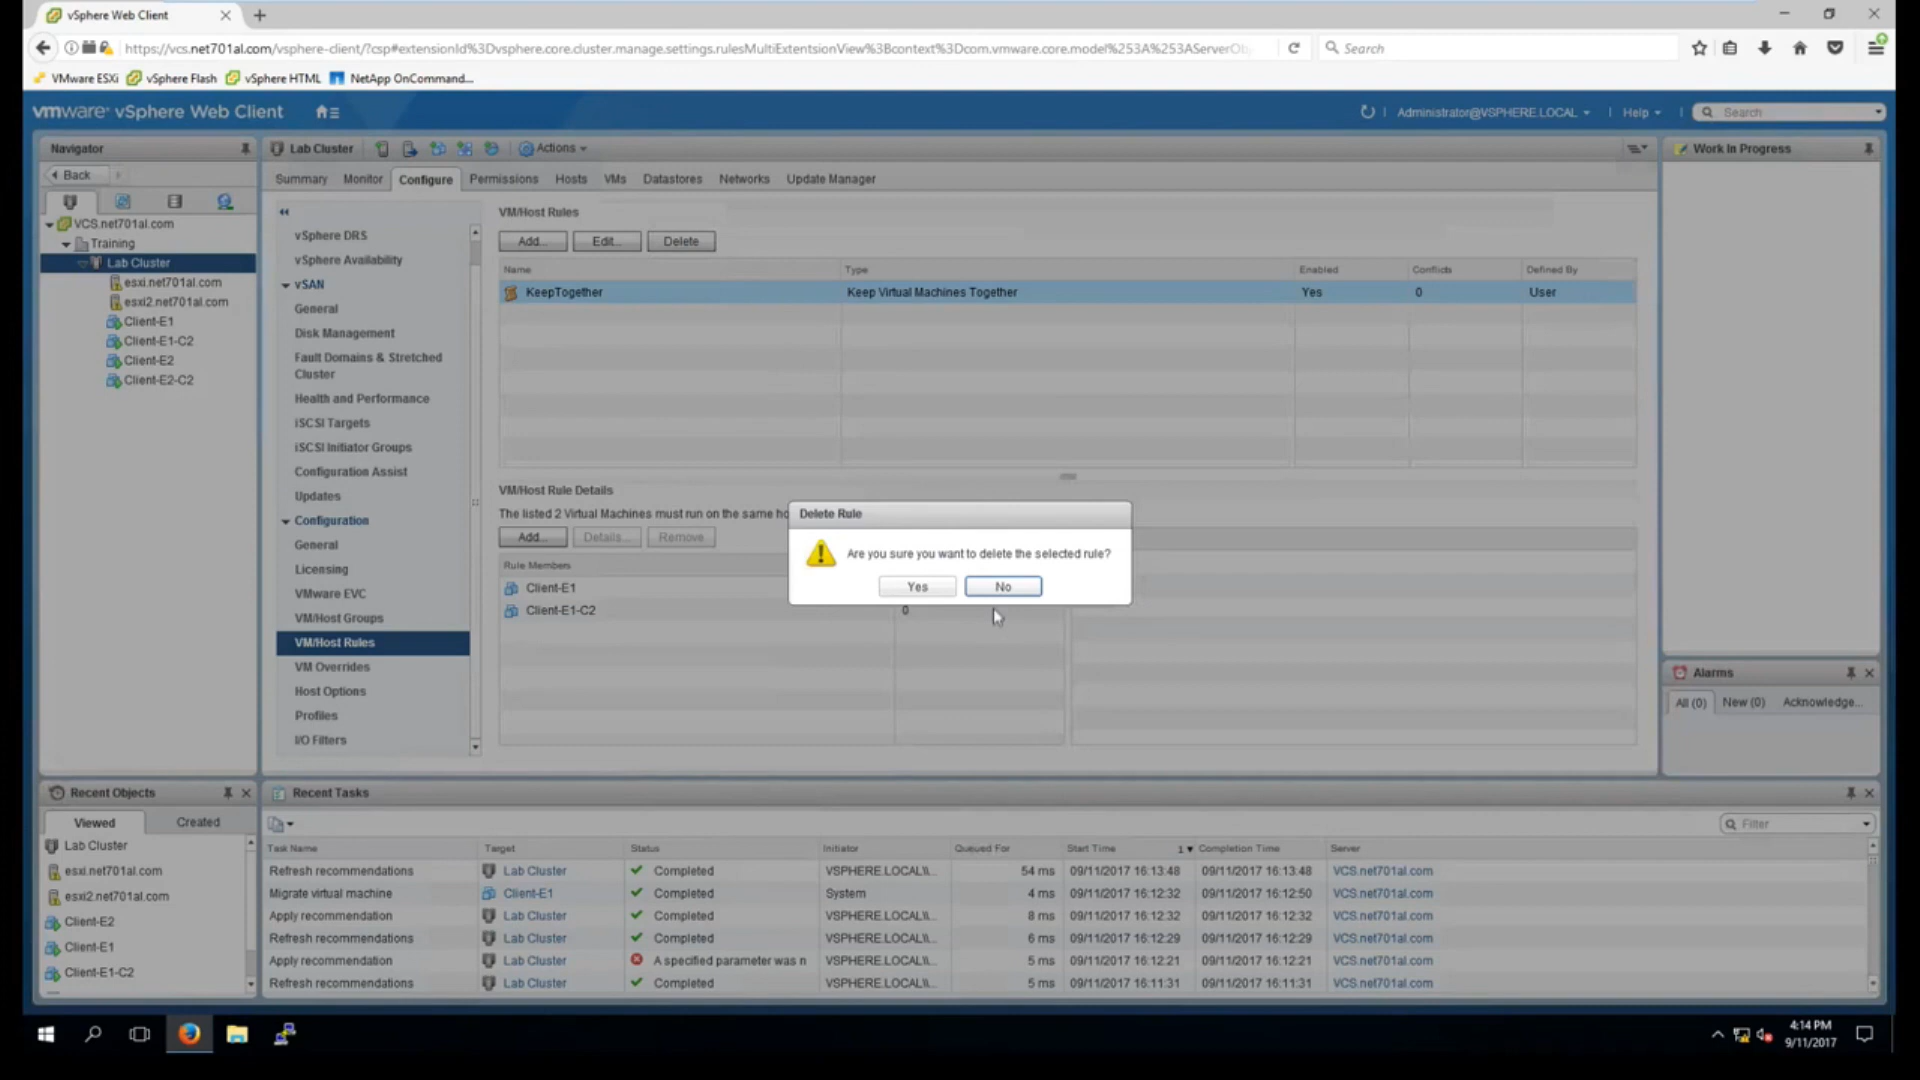 vSphere Web Client
https://vcs.net701al.com/vsphere-client/?csp#extensionId%3Dvsphere.core.cluster.manage.settings.rulesMultiExtentsionView%3Bcontext%3Dcom.vmware.core.model%253A%253AServerOb
Search
VMware ESXi vSphere Flash vSphere HTML NetApp OnCommand...
vmware® vSphere Web Client
Administrator@VSPHERE.LOCAL Help Search
Navigator
Back
VCS.net701al.com
Training
Lab Cluster
esxi.net701al.com
esxi2.net701al.com
Client-E1
Client-E1-C2
Client-E2
Client-E2-C2
Lab Cluster Actions
Summary Monitor Configure Permissions Hosts VMs Datastores Networks Update Manager
vSphere DRS
vSphere Availability
vSAN
General
Disk Management
Fault Domains & Stretched
Cluster
Health and Performance
iSCSI Targets
iSCSI Initiator Groups
Configuration Assist
Updates
Configuration
General
Licensing
VMware EVC
VM/Host Groups
VM/Host Rules
VM Overrides
Host Options
Profiles
I/O Filters
VM/Host Rules
Add... Edit... Delete
Name Type Enabled Conflicts Defined By
KeepTogether Keep Virtual Machines Together Yes 0 User
VM/Host Rule Details
The listed 2 Virtual Machines must run on the same ho
Add... Details... Remove
Rule Members
Client-E1
Client-E1-C2 0
Delete Rule
Are you sure you want to delete the selected rule?
Yes No
Work In Progress
Alarms
All (0) New (0) Acknowledge...
Recent Objects
Viewed Created
Lab Cluster
esxi.net701al.com
esxi2.net701al.com
Client-E2
Client-E1
Client-E1-C2
Recent Tasks
Filter
Task Name Target Status Initiator Queued For Start Time 1 Completion Time Server
Refresh recommendations Lab Cluster Completed VSPHERE.LOCAL\\... 54 ms 09/11/2017 16:13:48 09/11/2017 16:13:48 VCS.net701al.com
Migrate virtual machine Client-E1 Completed System 4 ms 09/11/2017 16:12:32 09/11/2017 16:12:50 VCS.net701al.com
Apply recommendation Lab Cluster Completed VSPHERE.LOCAL\\... 8 ms 09/11/2017 16:12:32 09/11/2017 16:12:32 VCS.net701al.com
Refresh recommendations Lab Cluster Completed VSPHERE.LOCAL\\... 6 ms 09/11/2017 16:12:29 09/11/2017 16:12:29 VCS.net701al.com
Apply recommendation Lab Cluster A specified parameter was n VSPHERE.LOCAL\\... 5 ms 09/11/2017 16:12:21 09/11/2017 16:12:21 VCS.net701al.com
Refresh recommendations Lab Cluster Completed VSPHERE.LOCAL\\... 5 ms 09/11/2017 16:11:31 09/11/2017 16:11:31 VCS.net701al.com
4:14 PM
9/11/2017